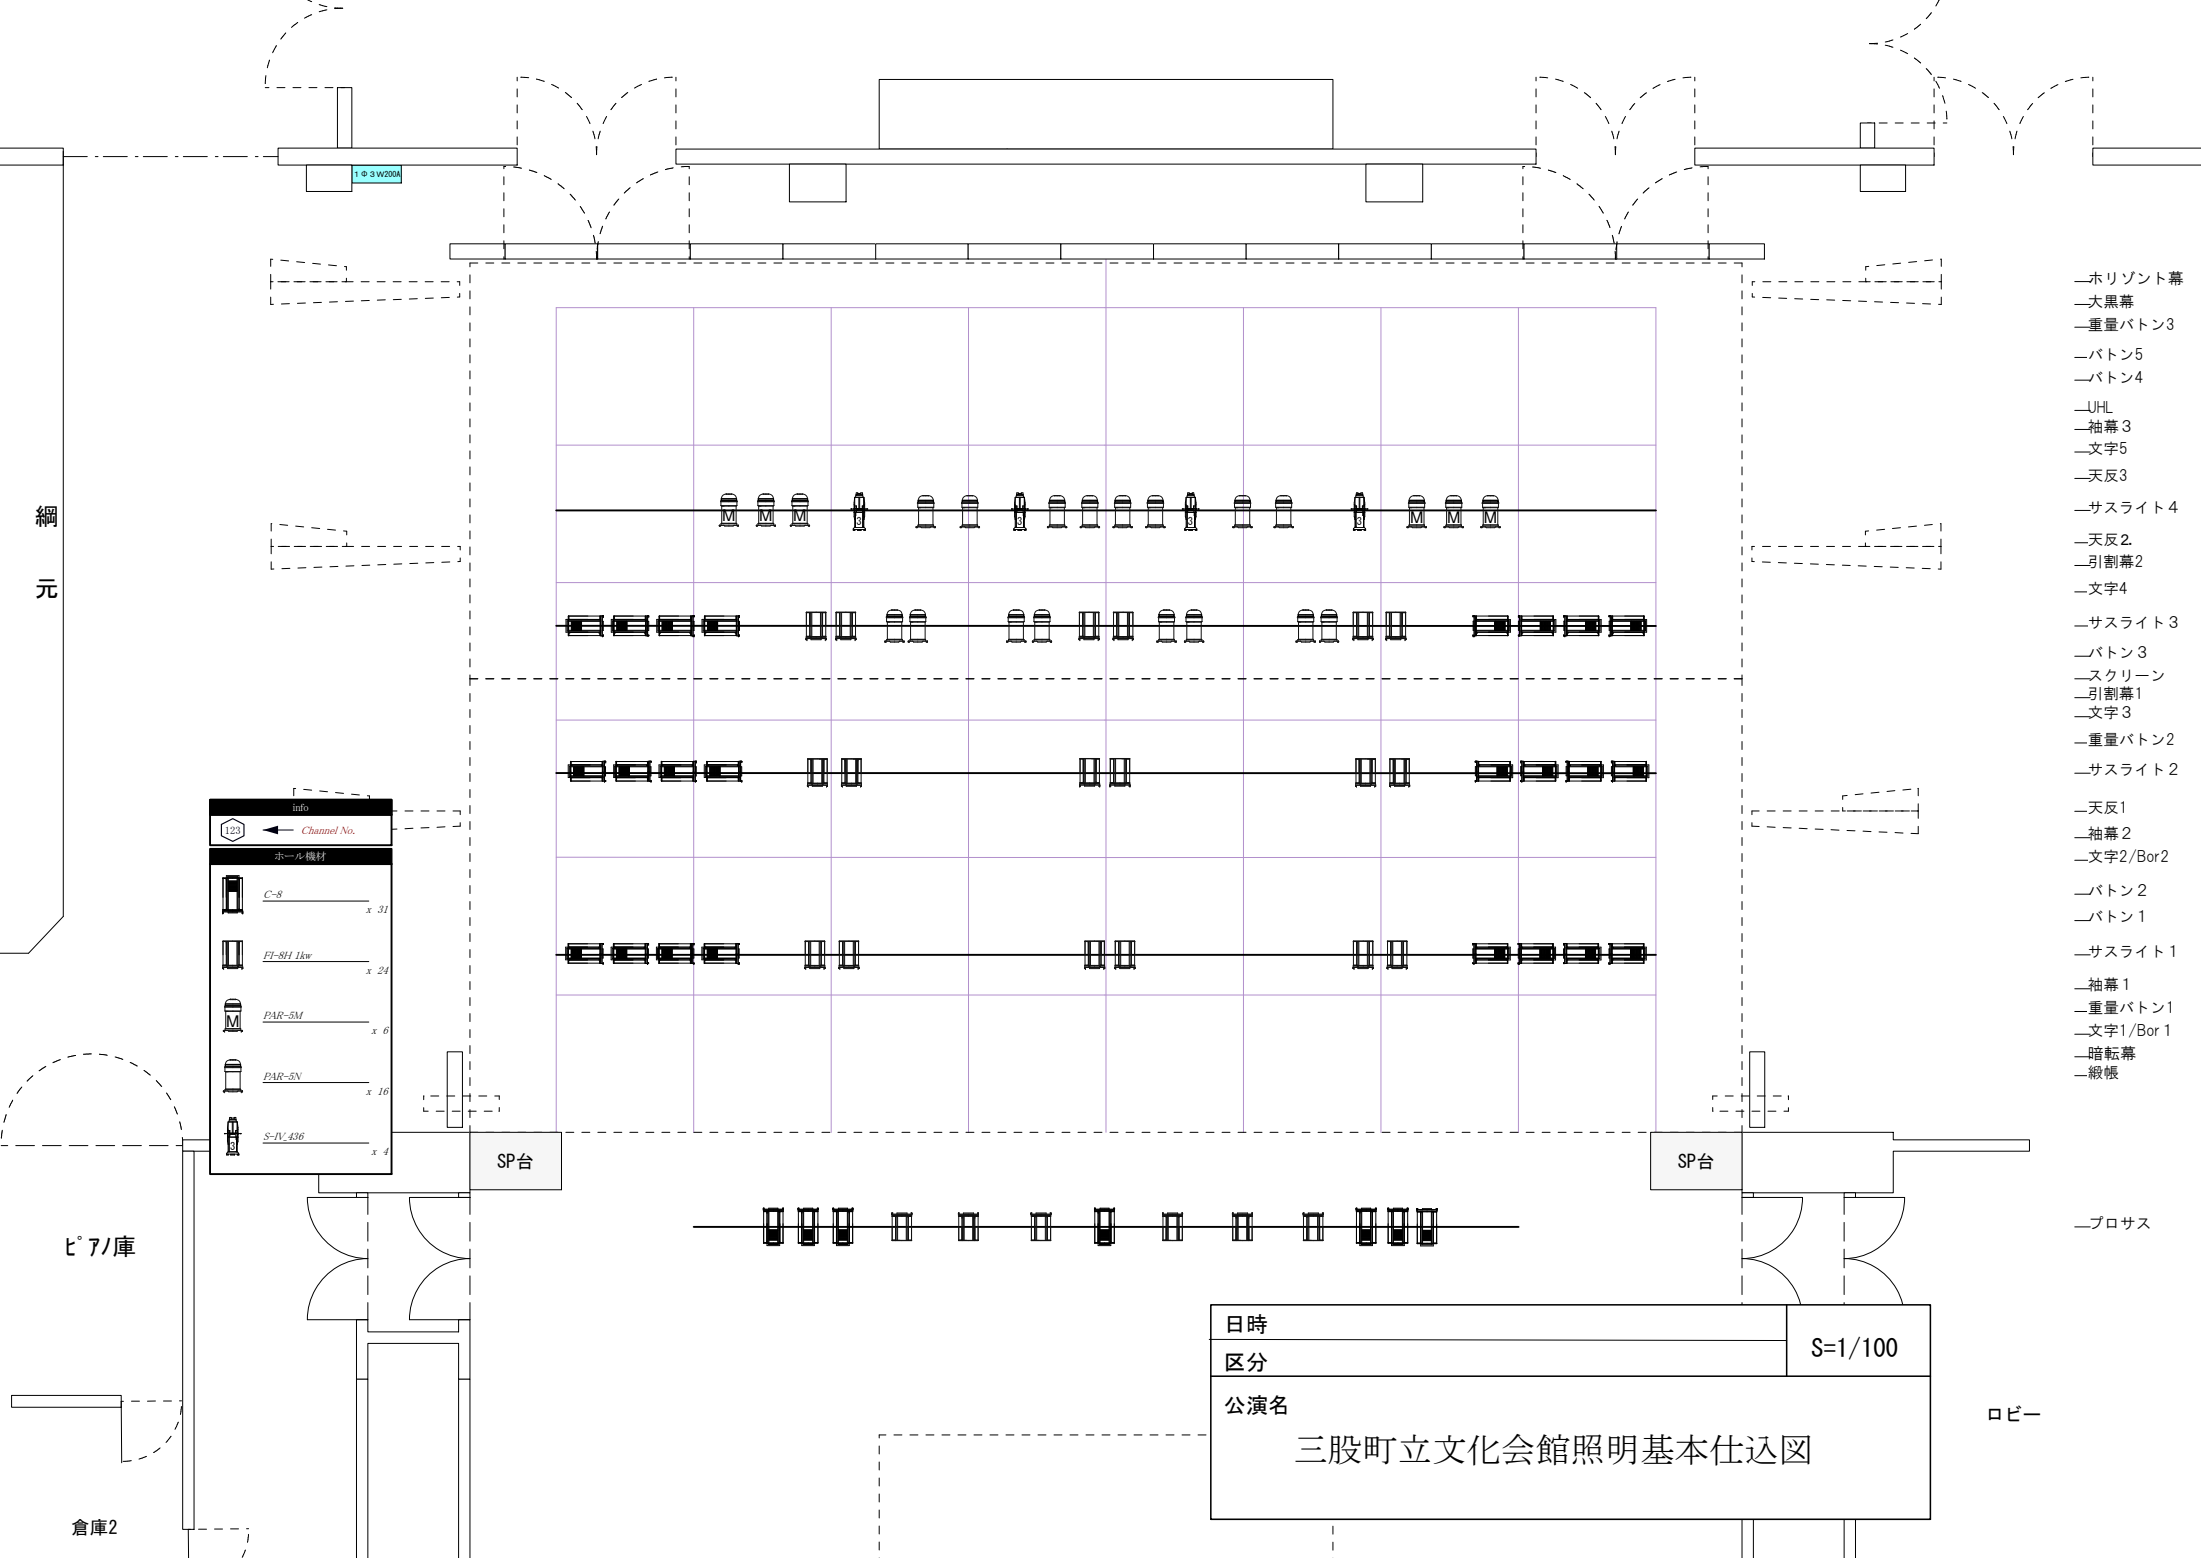 1Φ3W200A
ホリゾント幕
大黒幕
重量バトン3
バトン5
バトン4
UHL
袖幕3
文字5
天反3
サスライト4
天反2.
引割幕2
文字4
サスライト3
バトン3
スクリーン
引割幕1
文字3
重量バトン2
サスライト2
天反1
袖幕2
文字2/Bor2
バトン2
バトン1
サスライト1
袖幕1
重量バトン1
文字1/Bor1
暗転幕
緞帳
プロサス
綱
元
M M M 3 3 3 3 M M M
info
123 Channel No.
ホール機材
C-8
x 31
FI-8H 1kw
x 24
M PAR-5M
x 6
PAR-5N
x 16
3 S-IV_436
x 4
SP台 SP台
ピアノ庫
倉庫2
日時
区分
S=1/100
公演名
三股町立文化会館照明基本仕込図
ロビー